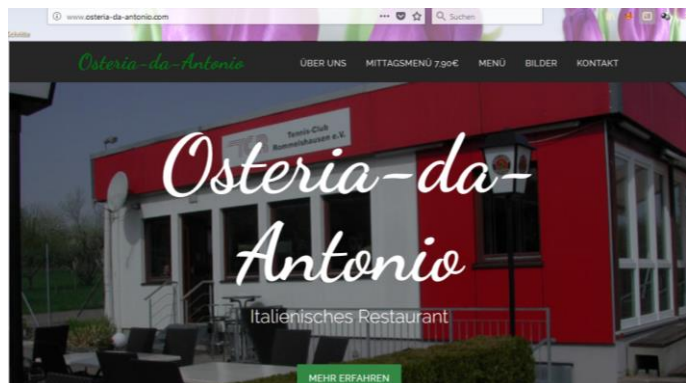 www.osteria-da-antonio.com
Suchen
Osteria-da-Antonio
ÜBER UNS MITTAGSMENÜ 7,90€ MENÜ BILDER KONTAKT
Tennis-Club
Rommelshausen e.V.
Osteria-da-
Antonio
Italienisches Restaurant
MEHR ERFAHREN